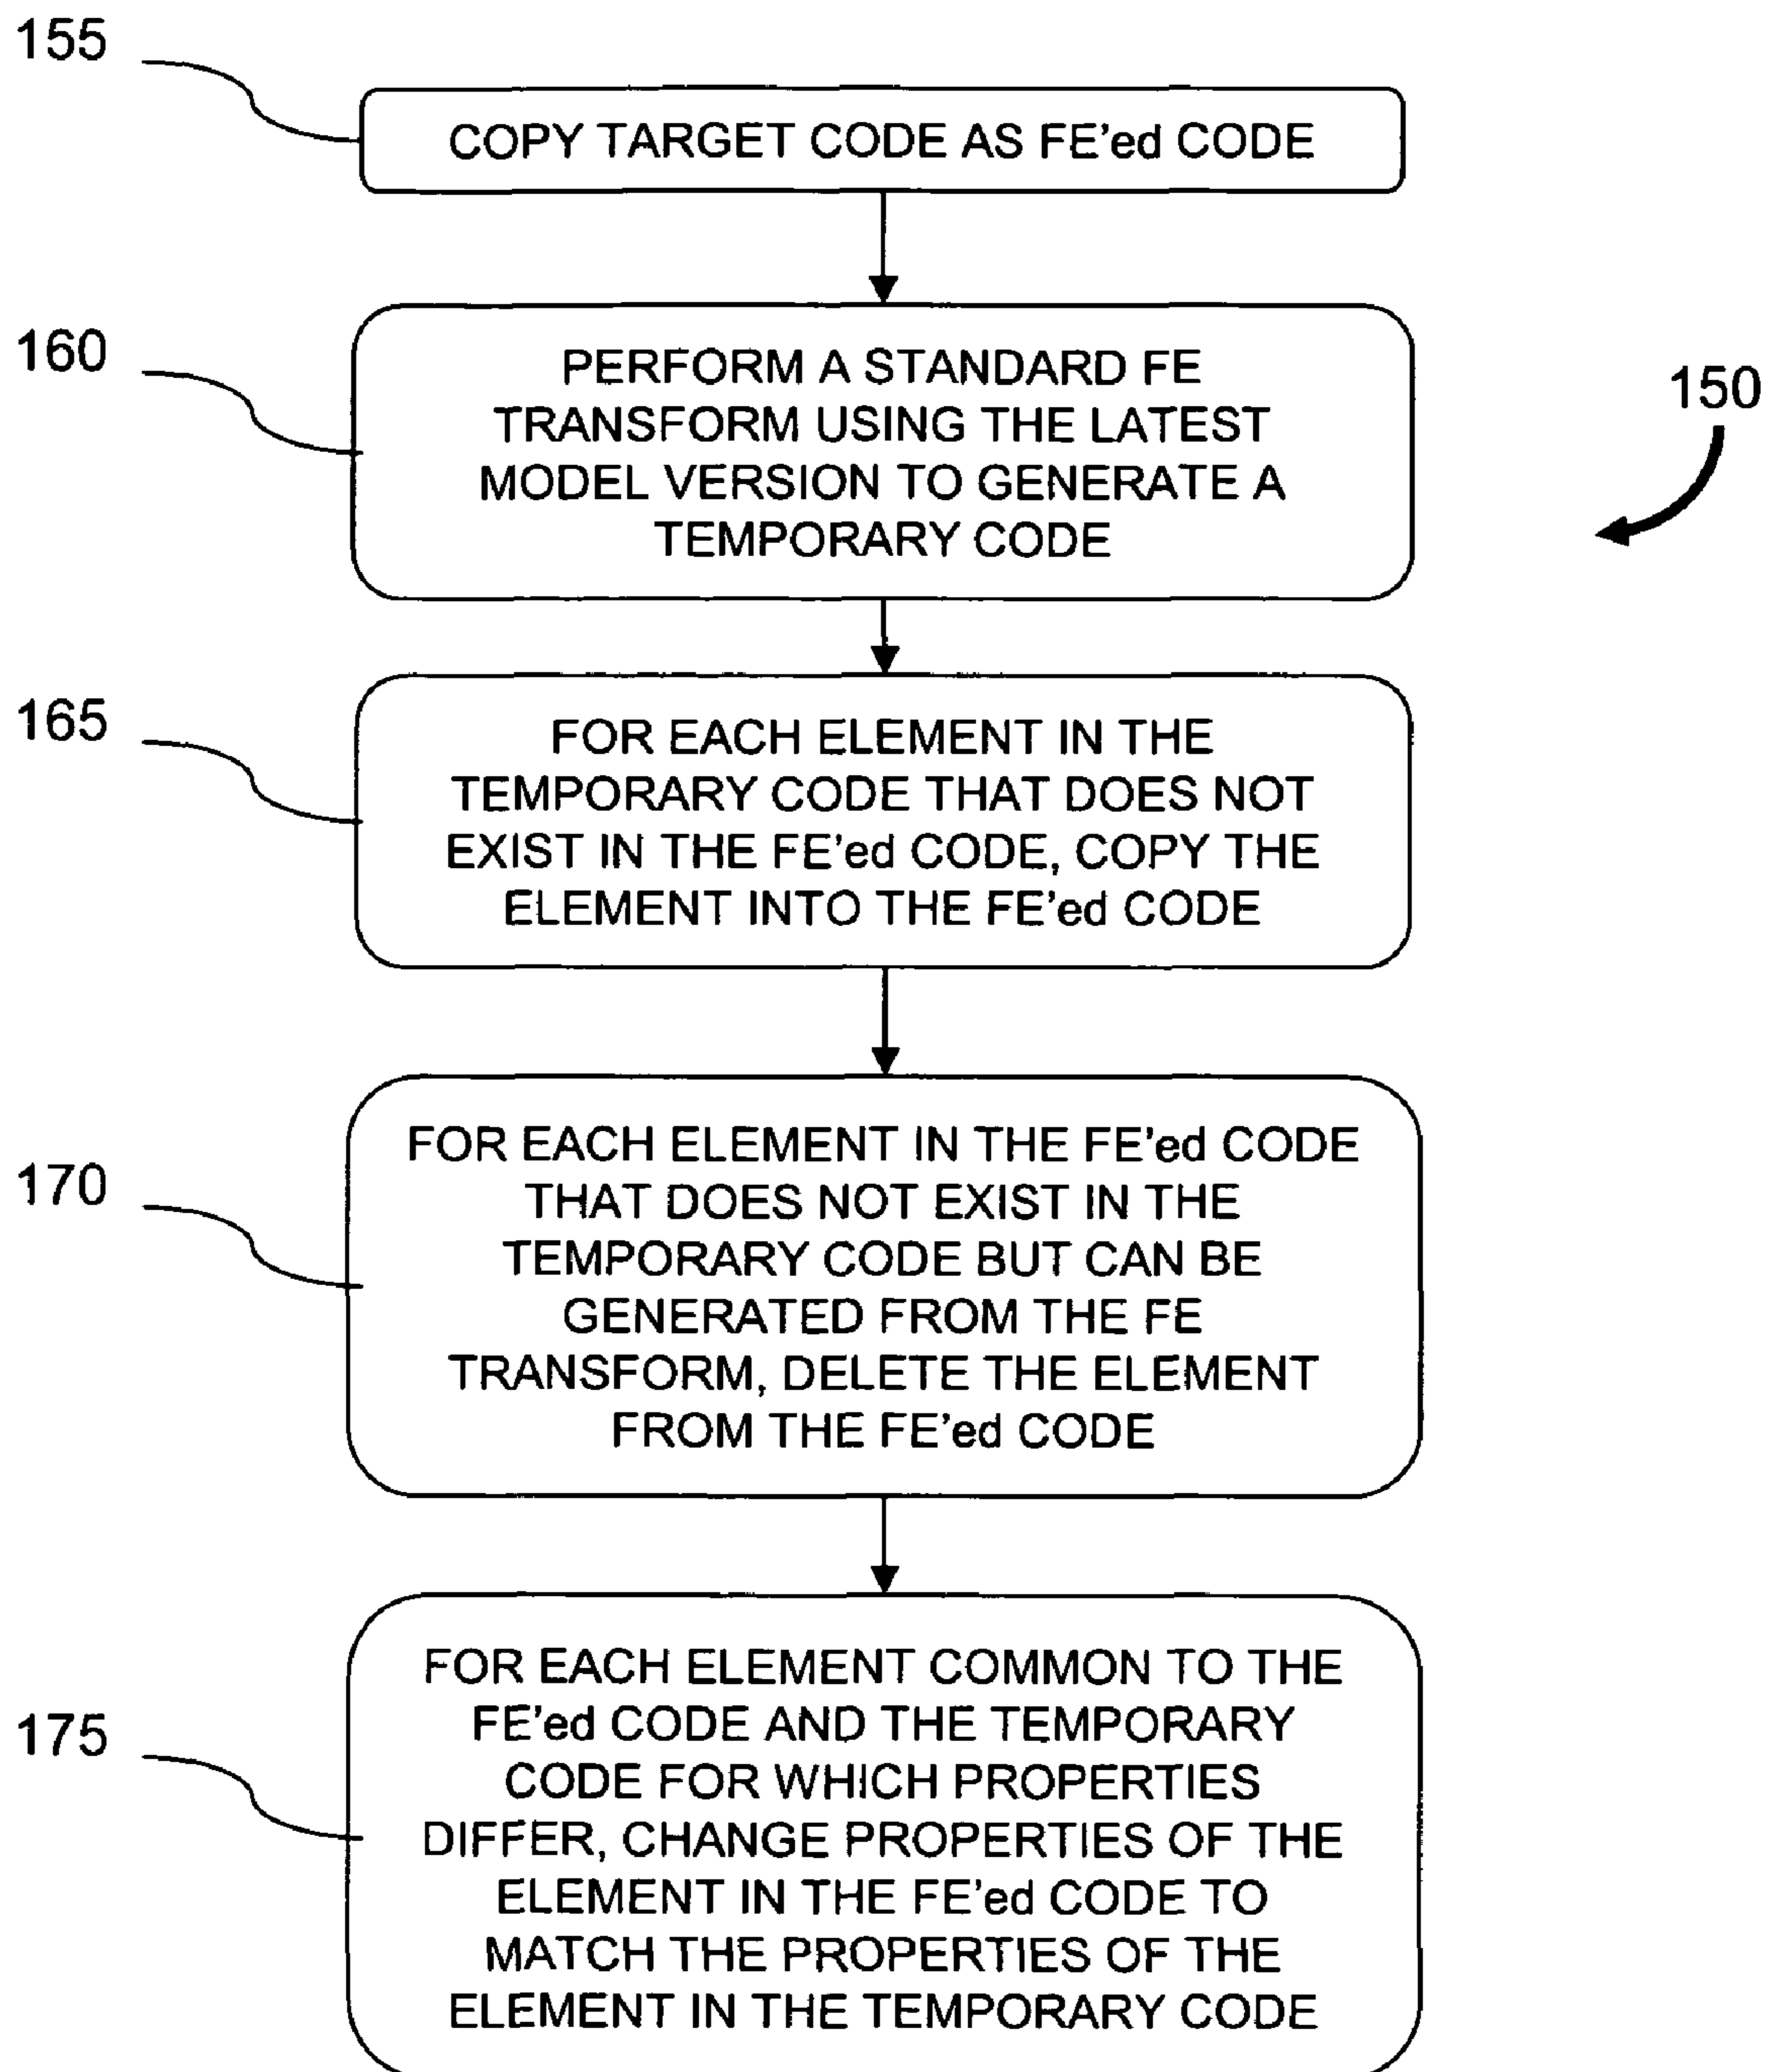 155
COPY TARGET CODE AS FE'ed CODE
160
PERFORM A STANDARD FE
TRANSFORM USING THE LATEST
MODEL VERSION TO GENERATE A
TEMPORARY CODE
150
165
FOR EACH ELEMENT IN THE
TEMPORARY CODE THAT DOES NOT
EXIST IN THE FE'ed CODE, COPY THE
ELEMENT INTO THE FE'ed CODE
170
FOR EACH ELEMENT IN THE FE'ed CODE
THAT DOES NOT EXIST IN THE
TEMPORARY CODE BUT CAN BE
GENERATED FROM THE FE
TRANSFORM, DELETE THE ELEMENT
FROM THE FE'ed CODE
175
FOR EACH ELEMENT COMMON TO THE
FE'ed CODE AND THE TEMPORARY
CODE FOR WHICH PROPERTIES
DIFFER, CHANGE PROPERTIES OF THE
ELEMENT IN THE FE'ed CODE TO
MATCH THE PROPERTIES OF THE
ELEMENT IN THE TEMPORARY CODE